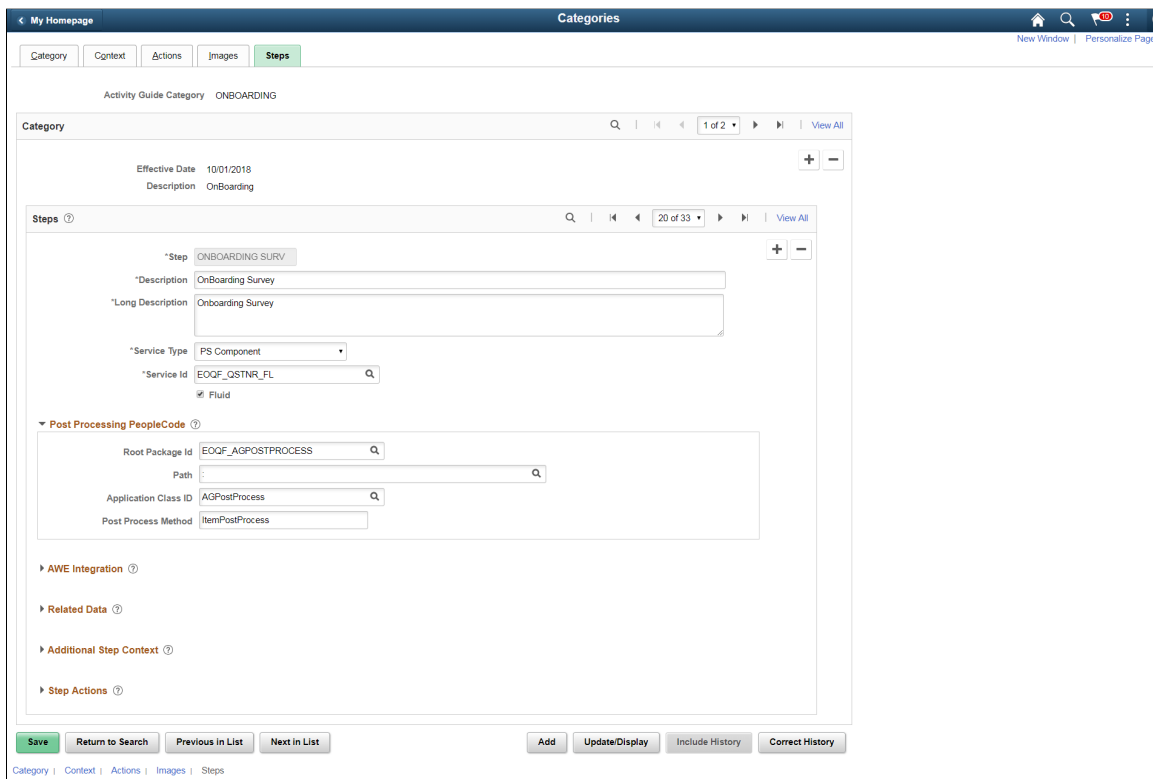 My Homepage Categories 10
New Window | Personalize Page
Category Context Actions Images Steps
Activity Guide Category ONBOARDING
Category 1 of 2 | View All
Effective Date 10/01/2018
Description OnBoarding
Steps 20 of 33 | View All
*Step ONBOARDING SURV
*Description OnBoarding Survey
*Long Description Onboarding Survey
*Service Type PS Component
*Service Id EOQF_QSTNR_FL
Fluid
Post Processing PeopleCode
Root Package Id EOQF_AGPOSTPROCESS
Path :
Application Class ID AGPostProcess
Post Process Method ItemPostProcess
AWE Integration
Related Data
Additional Step Context
Step Actions
Save Return to Search Previous in List Next in List Add Update/Display Include History Correct History
Category | Context | Actions | Images | Steps